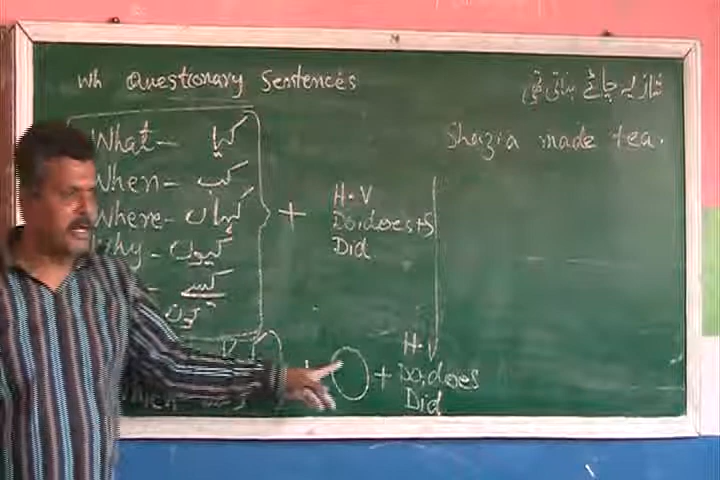 Wh Questionary Sentences
What - کیا
When - کب
Where - کہاں
Why - کیوں
- کیسے
کون
+
H.V
Do, does + S
Did
+ H.V
Do, does
Did
شازیہ چائے بناتی تھی
Shazia made tea.